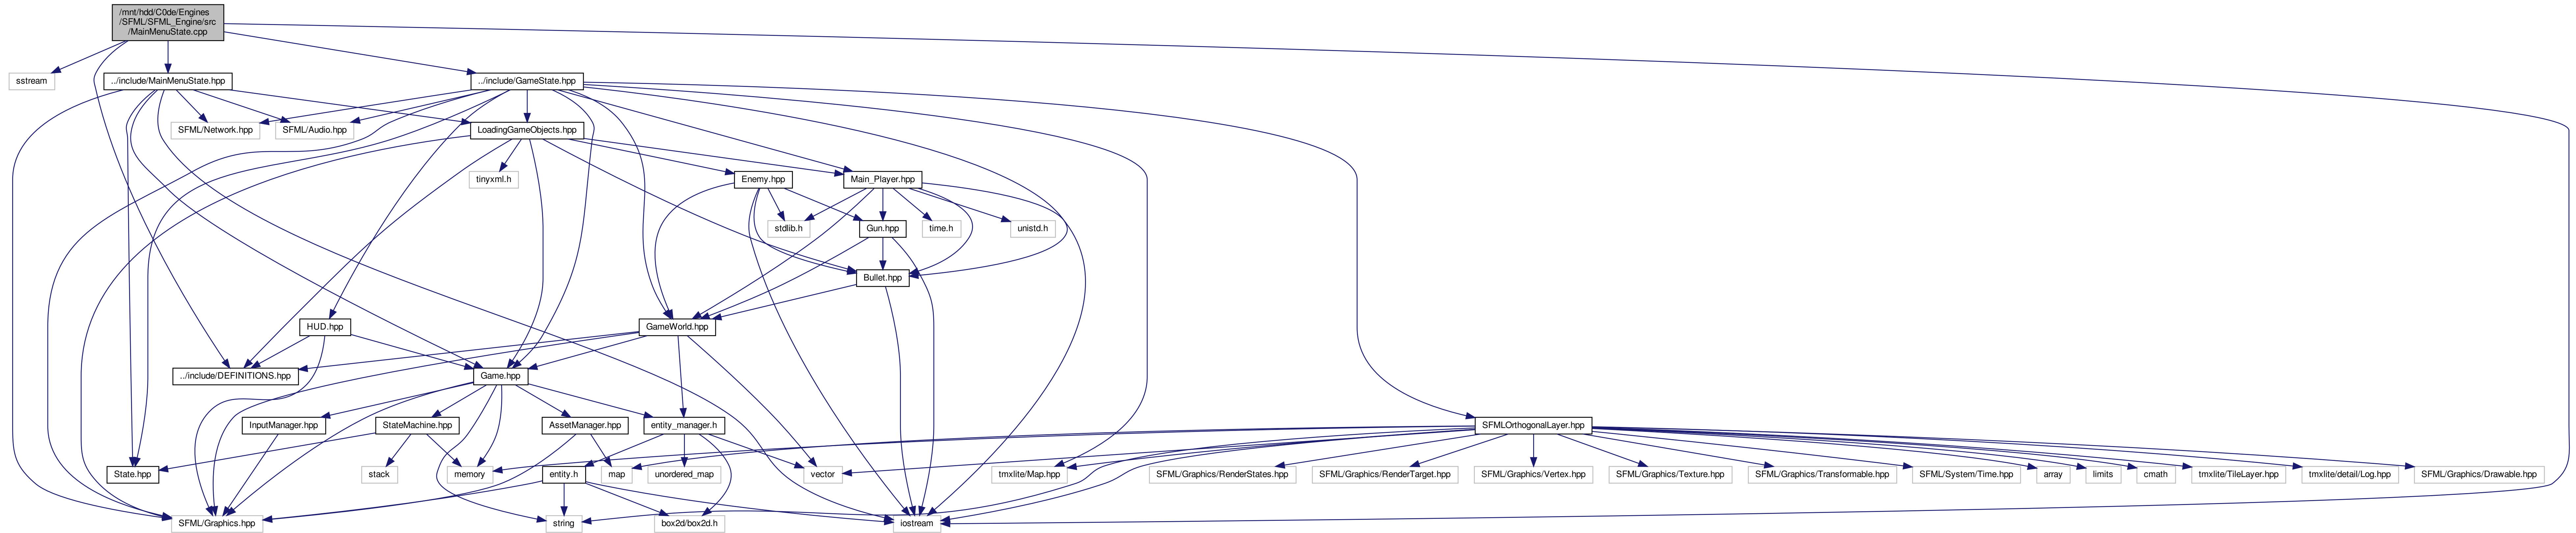 /mnt/hdd/C0de/Engines
/SFML/SFML_Engine/src
/MainMenuState.cpp
sstream
../include/MainMenuState.hpp
../include/GameState.hpp
SFML/Network.hpp
SFML/Audio.hpp
LoadingGameObjects.hpp
tinyxml.h
Enemy.hpp
Main_Player.hpp
stdlib.h
Gun.hpp
time.h
unistd.h
Bullet.hpp
HUD.hpp
GameWorld.hpp
../include/DEFINITIONS.hpp
Game.hpp
InputManager.hpp
StateMachine.hpp
AssetManager.hpp
entity_manager.h
SFMLOrthogonalLayer.hpp
State.hpp
stack
memory
entity.h
map
unordered_map
vector
tmxlite/Map.hpp
SFML/Graphics/RenderStates.hpp
SFML/Graphics/RenderTarget.hpp
SFML/Graphics/Vertex.hpp
SFML/Graphics/Texture.hpp
SFML/Graphics/Transformable.hpp
SFML/System/Time.hpp
array
limits
cmath
tmxlite/TileLayer.hpp
tmxlite/detail/Log.hpp
SFML/Graphics/Drawable.hpp
SFML/Graphics.hpp
string
box2d/box2d.h
iostream